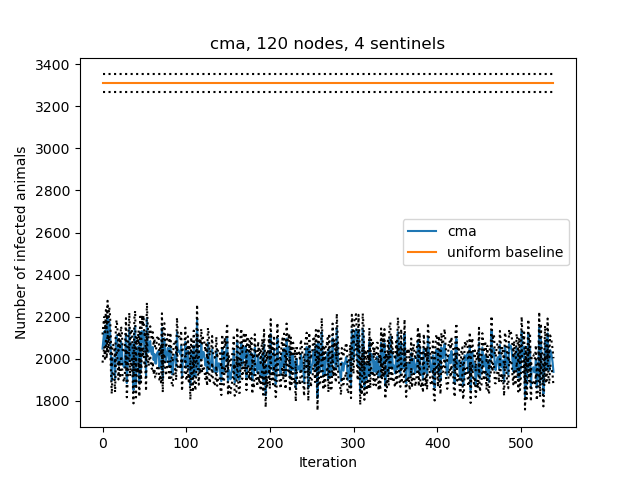 cma, 120 nodes, 4 sentinels
3400
3200
3000
2800
2600
2400
2200
2000
1800
Number of infected animals
cma
uniform baseline
0 100 200 300 400 500
Iteration